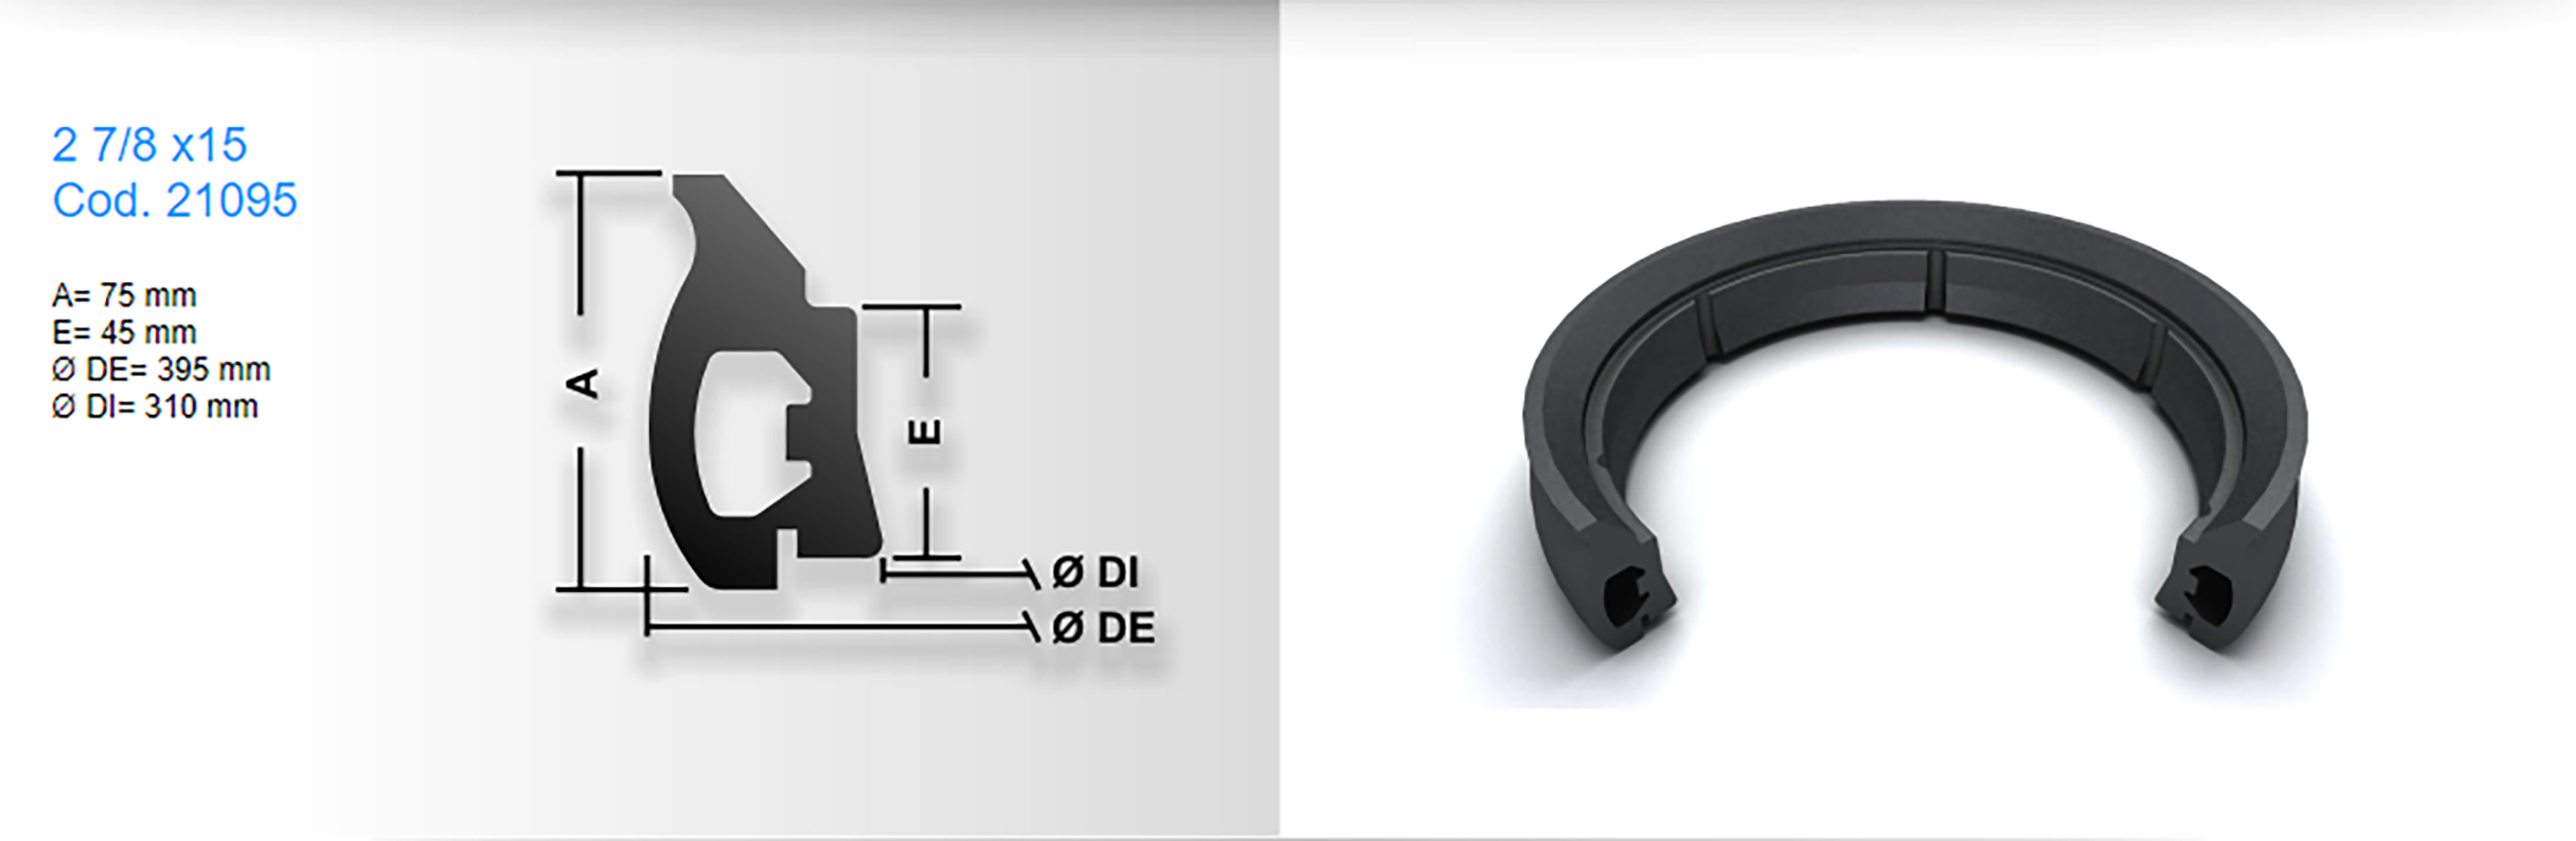 2 7/8 x15
Cod. 21095
A= 75 mm
E= 45 mm
Ø DE= 395 mm
Ø DI= 310 mm
A
E
Ø DI
Ø DE